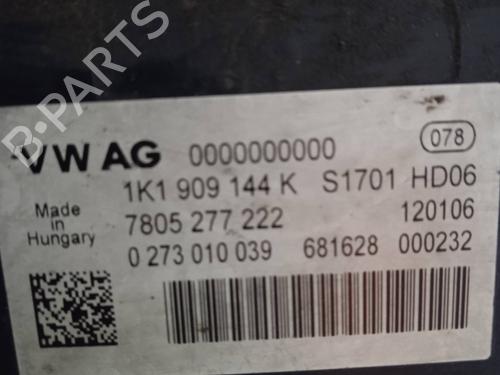 B-PARTS
VW AG 0000000000 078
1K1 909 144 K S1701 HD06
Made in Hungary
7805 277 222 120106
0 273 010 039 681628 000232